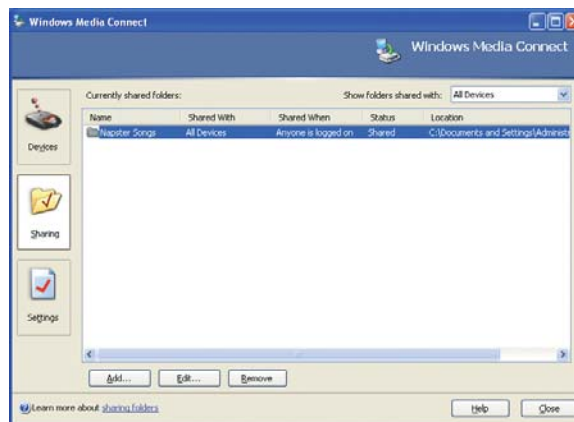 Windows Media Connect
Windows Media Connect
Currently shared folders:
Show folders shared with: All Devices
Name Shared With Shared When Status Location
Napster Songs All Devices Anyone is logged on Shared C:\Documents and Settings\Administr
Devices
Sharing
Settings
Add... Edit... Remove
Learn more about sharing folders
Help Close